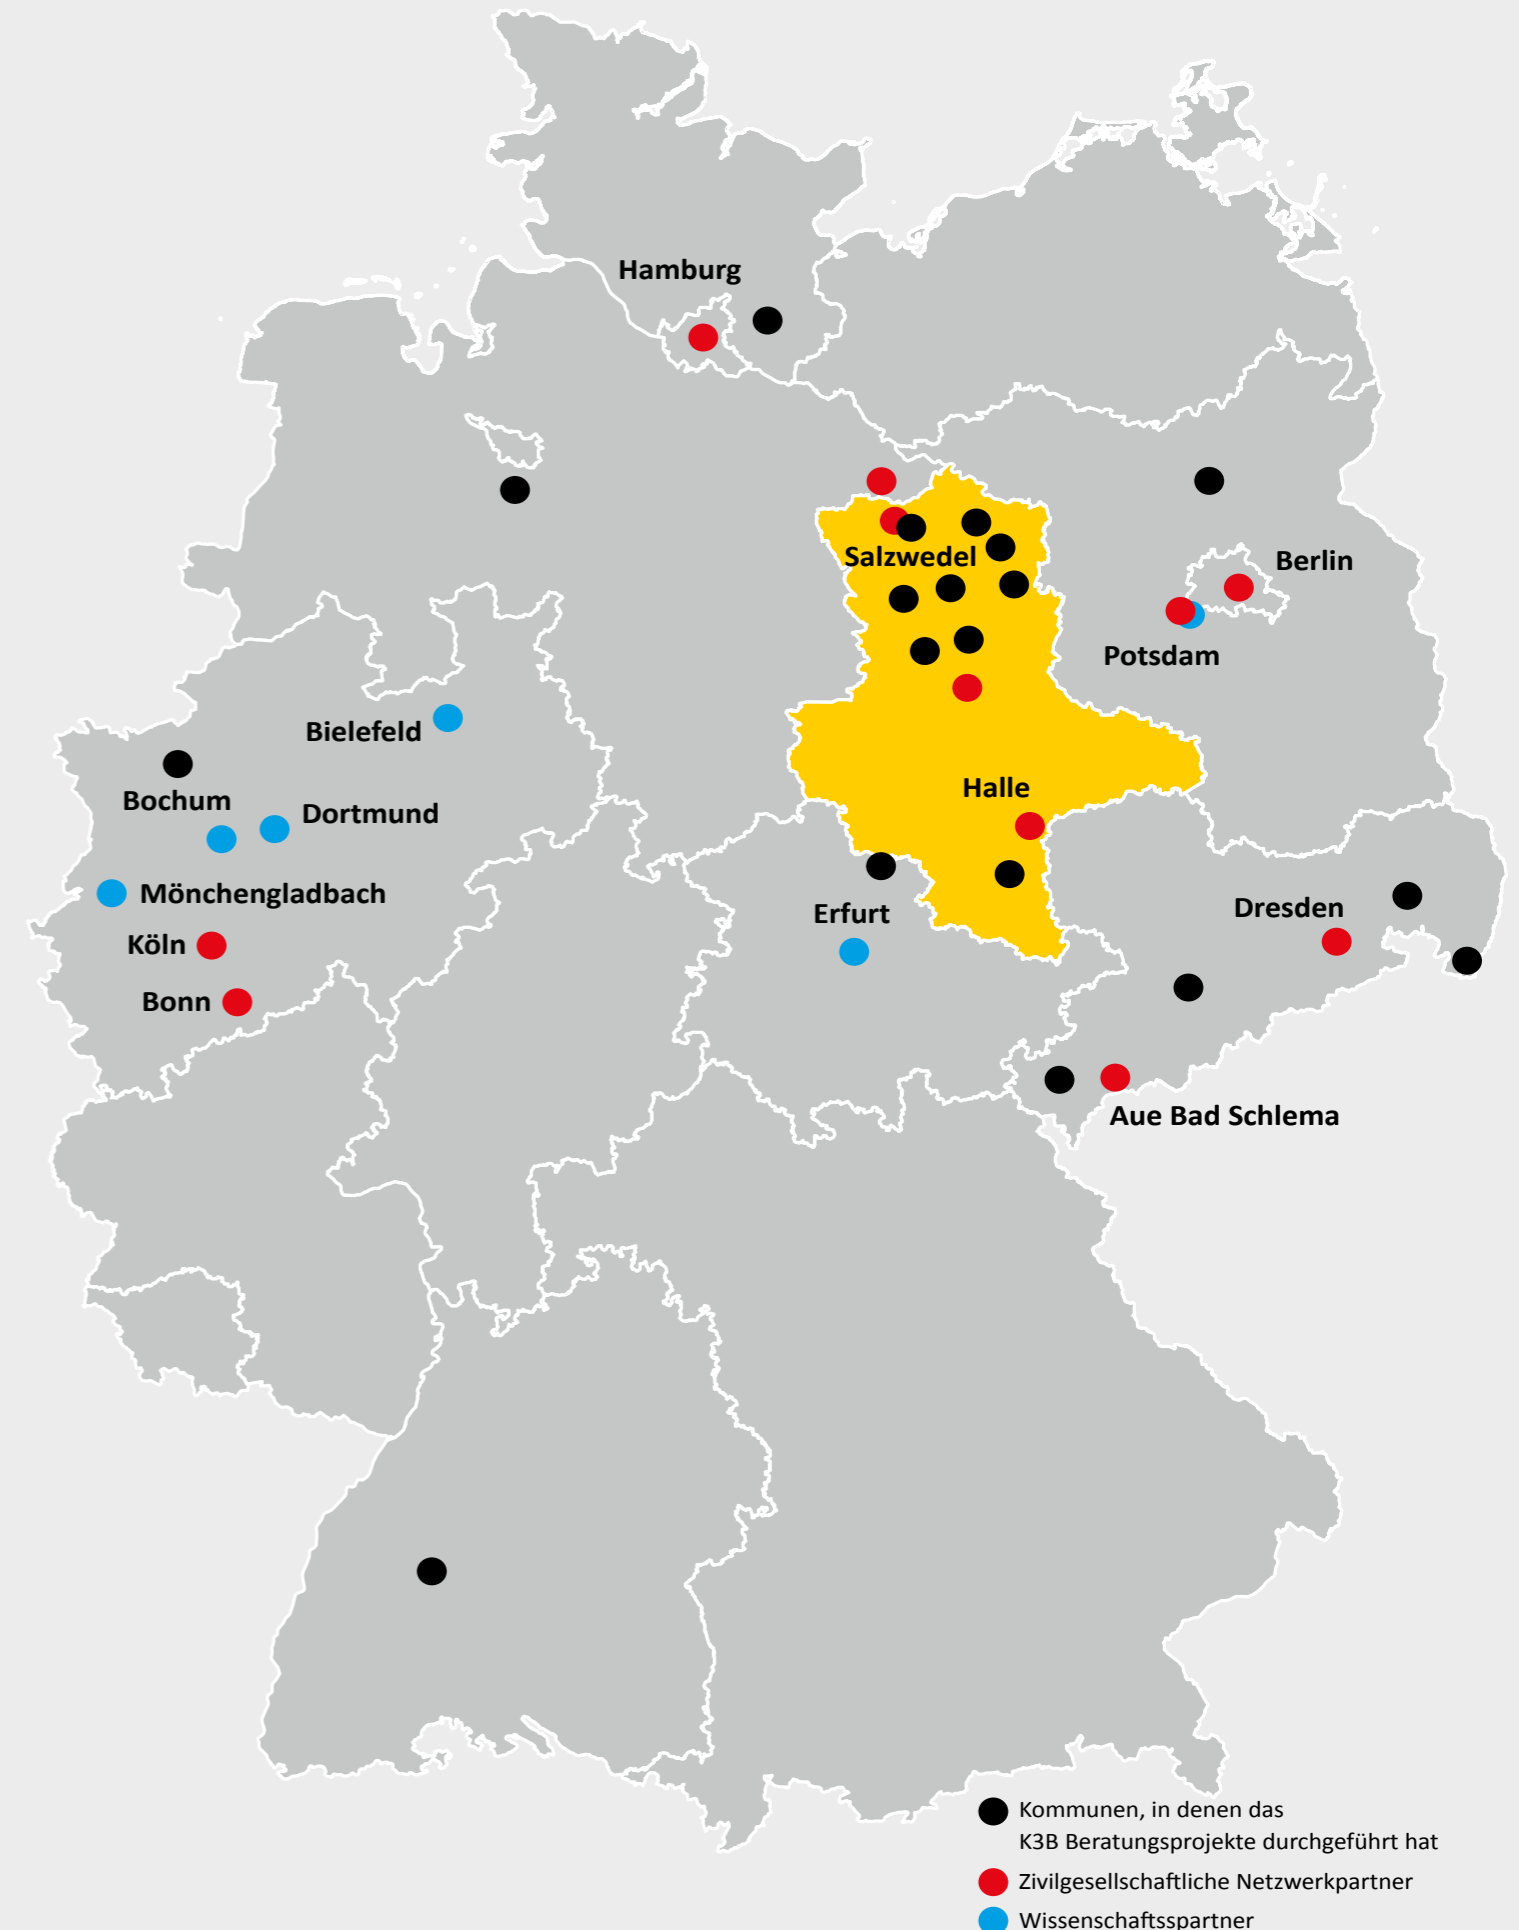 Hamburg
Salzwedel
Berlin
Potsdam
Bielefeld
Halle
Bochum
Dortmund
Mönchengladbach
Dresden
Erfurt
Köln
Bonn
Aue Bad Schlema
Kommunen, in denen das
K3B Beratungsprojekte durchgeführt hat
Zivilgesellschaftliche Netzwerkpartner
Wissenschaftspartner